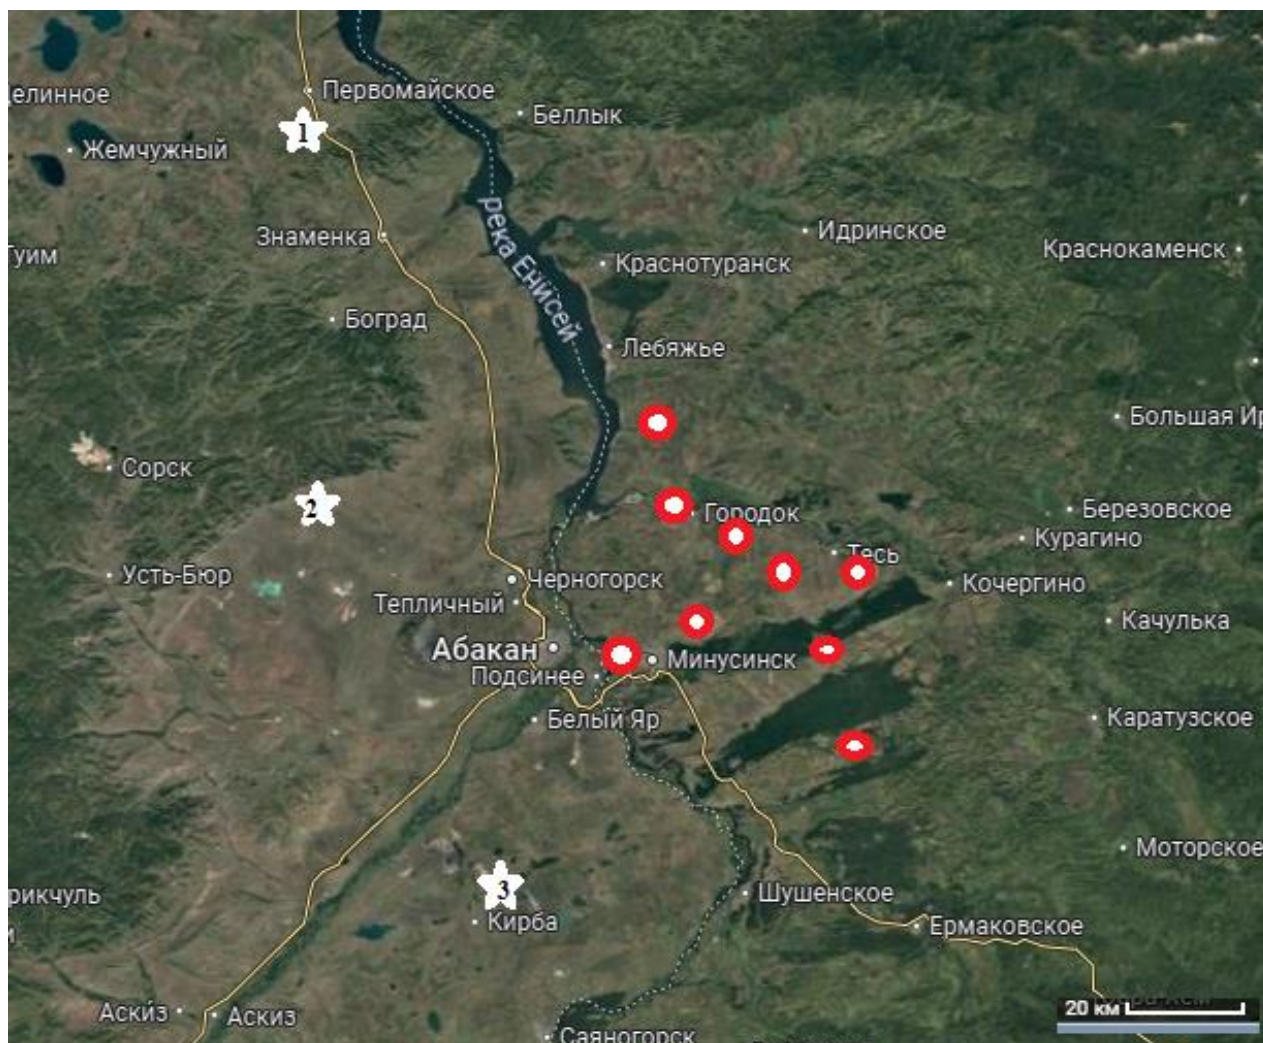 елинное
Первомайское
Беллык
1
Жемчужный
Знаменка
река Енисей
Идринское
Краснокаменск
Туим
Краснотуранск
Боград
Лебяжье
Большая Ир
Сорск
2
Городок
Березовское
Тесь
Курагино
Усть-Бюр
Черногорск
Кочергино
Тепличный
Качулька
Абакан
Минусинск
Подсинее
Белый Яр
Каратузское
Моторское
рикчуль
3
Шушенское
Кирба
Ермаковское
Аскиз
Аскиз
20 км
Саяногорск